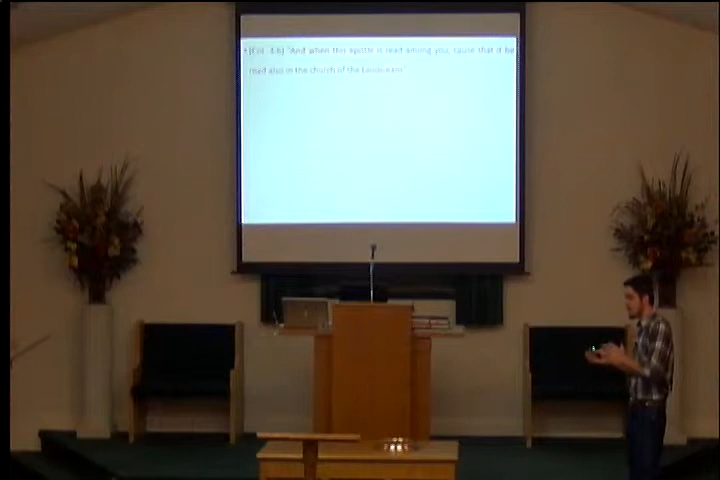 "And when this epistle is read among you, cause that it be
read also in the church of the Laodiceans"